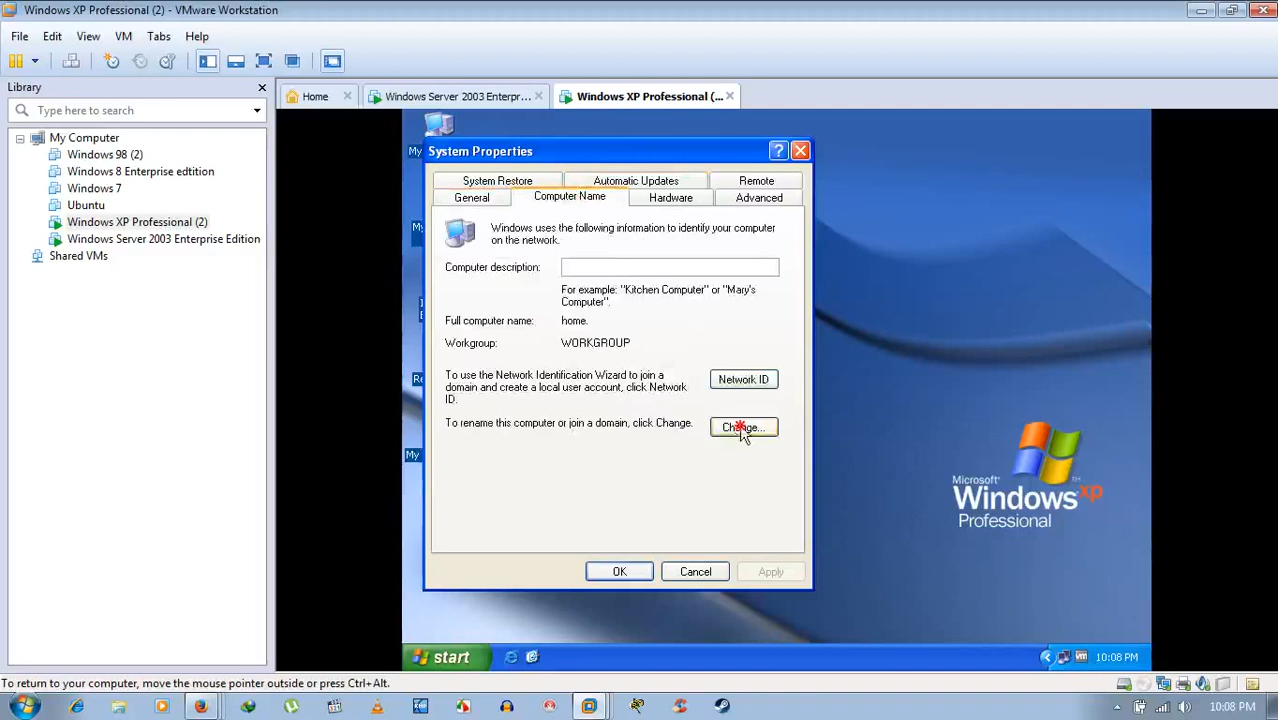 Windows XP Professional (2) - VMware Workstation
File Edit View VM Tabs Help
Library
Type here to search
My Computer
Windows 98 (2)
Windows 8 Enterprise edtition
Windows 7
Ubuntu
Windows XP Professional (2)
Windows Server 2003 Enterprise Edition
Shared VMs
Home
Windows Server 2003 Enterpr...
Windows XP Professional (...
System Properties
System Restore Automatic Updates Remote
General Computer Name Hardware Advanced
Windows uses the following information to identify your computer
on the network.
Computer description:
For example: "Kitchen Computer" or "Mary's
Computer".
Full computer name: home.
Workgroup: WORKGROUP
To use the Network Identification Wizard to join a
domain and create a local user account, click Network
ID.
Network ID
To rename this computer or join a domain, click Change.
Change...
OK Cancel Apply
Microsoft
Windows xp
Professional
start
10:08 PM
To return to your computer, move the mouse pointer outside or press Ctrl+Alt.
10:08 PM